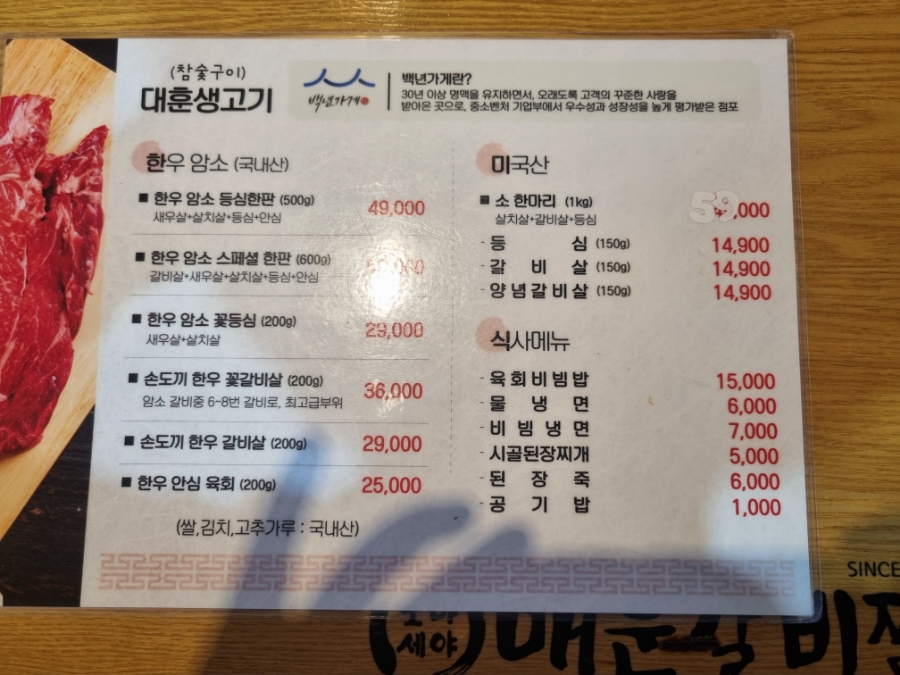 (참숯구이)
대훈생고기
백년가게
백년가게란?
30년 이상 명맥을 유지하면서, 오래도록 고객의 꾸준한 사랑을
받아온 곳으로, 중소벤처 기업부에서 우수성과 성장성을 높게 평가받은 점포
한우 암소 (국내산)
■ 한우 암소 등심한판 (500g) 49,000
새우살+살치살+등심+안심
■ 한우 암소 스페셜 한판 (600g)
갈비살+새우살+살치살+등심+안심
■ 한우 암소 꽃등심 (200g) 29,000
새우살+살치살
■ 손도끼 한우 꽃갈비살 (200g) 36,000
암소 갈비중 6~8번 갈비로, 최고급부위
■ 손도끼 한우 갈비살 (200g) 29,000
■ 한우 안심 육회 (200g) 25,000
(쌀,김치,고추가루 : 국내산)
미국산
■ 소 한마리 (1kg) 59,000
살치살+갈비살+등심
- 등심 (150g) 14,900
- 갈비살 (150g) 14,900
- 양념갈비살 (150g) 14,900
식사메뉴
- 육회비빔밥 15,000
- 물냉면 6,000
- 비빔냉면 7,000
- 시골된장찌개 5,000
- 된장죽 6,000
- 공기밥 1,000
SINCE
세야
매운갈비찜